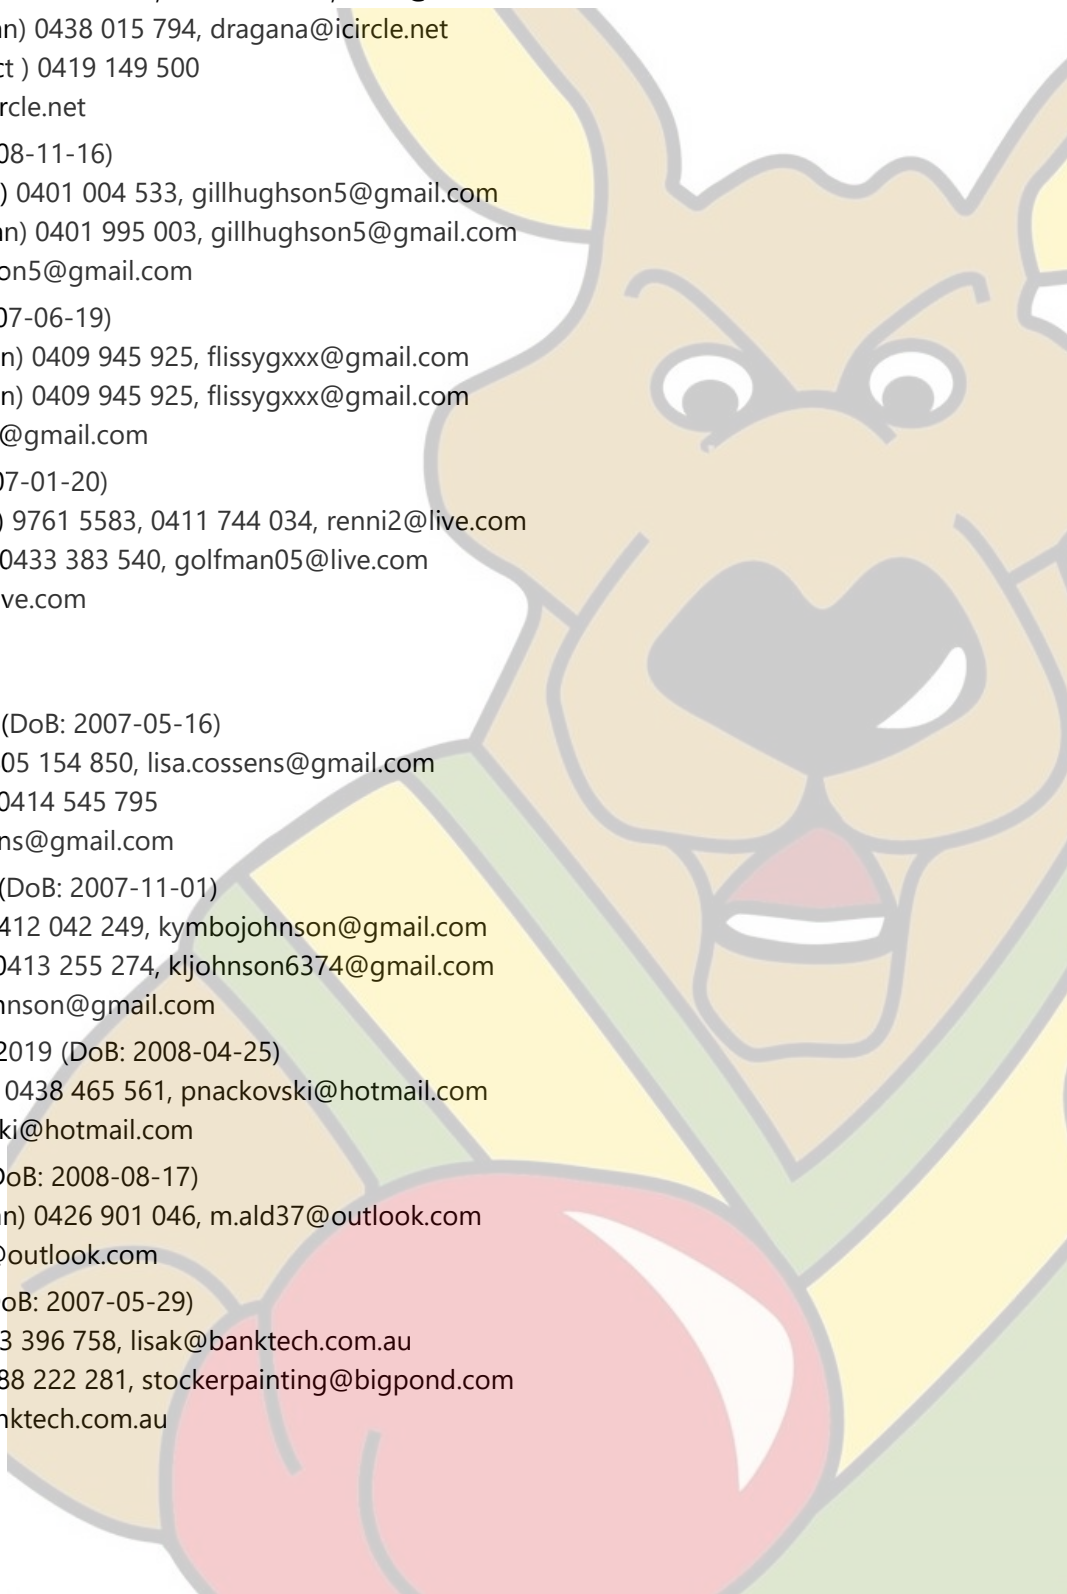 n) 0438 015 794, dragana@icircle.net
ct ) 0419 149 500
rcle.net
08-11-16)
) 0401 004 533, gillhughson5@gmail.com
n) 0401 995 003, gillhughson5@gmail.com
on5@gmail.com
07-06-19)
n) 0409 945 925, flissygxxx@gmail.com
n) 0409 945 925, flissygxxx@gmail.com
@gmail.com
07-01-20)
) 9761 5583, 0411 744 034, renni2@live.com
0433 383 540, golfman05@live.com
ve.com
(DoB: 2007-05-16)
05 154 850, lisa.cossens@gmail.com
0414 545 795
ns@gmail.com
(DoB: 2007-11-01)
412 042 249, kymbojohnson@gmail.com
0413 255 274, kljohnson6374@gmail.com
hnson@gmail.com
2019 (DoB: 2008-04-25)
0438 465 561, pnackovski@hotmail.com
ki@hotmail.com
DoB: 2008-08-17)
n) 0426 901 046, m.ald37@outlook.com
@outlook.com
oB: 2007-05-29)
3 396 758, lisak@banktech.com.au
88 222 281, stockerpainting@bigpond.com
nktech.com.au